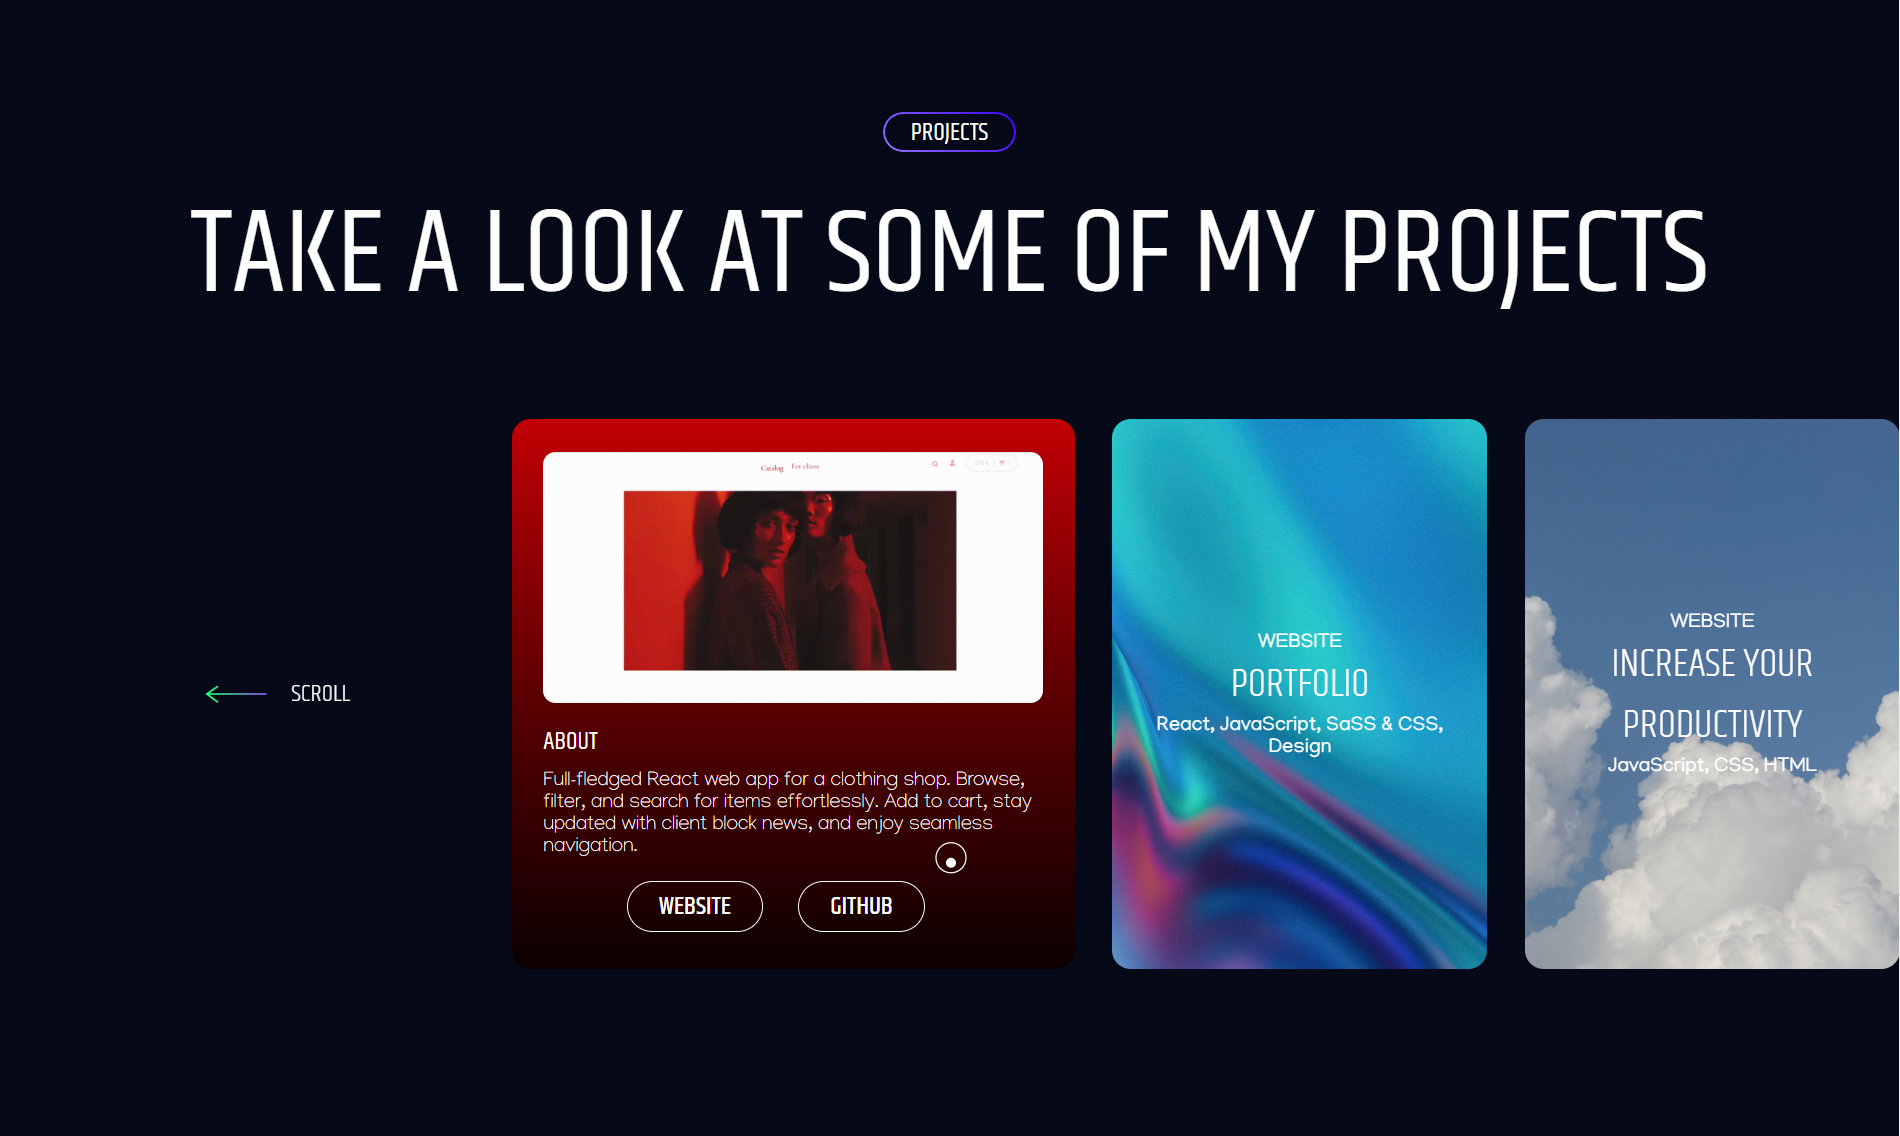 PROJECTS
TAKE A LOOK AT SOME OF MY PROJECTS
SCROLL
Catalog
For client
ABOUT
Full-fledged React web app for a clothing shop. Browse,
filter, and search for items effortlessly. Add to cart, stay
updated with client block news, and enjoy seamless
navigation.
WEBSITE
GITHUB
WEBSITE
PORTFOLIO
React, JavaScript, SaSS & CSS,
Design
WEBSITE
INCREASE YOUR
PRODUCTIVITY
JavaScript, CSS, HTML